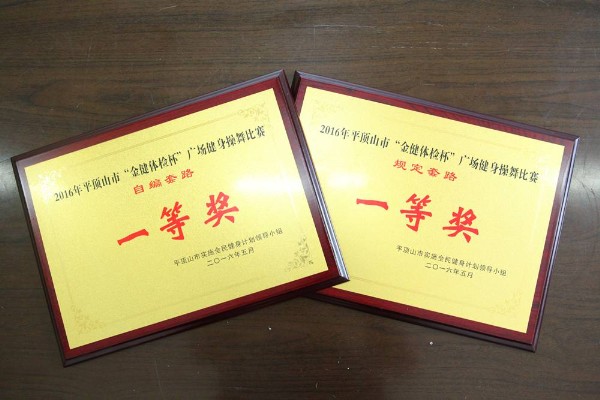 2016年平顶山市“金健体检杯”广场健身操舞比赛
自编套路
一等奖
平顶山市实施全民健身计划领导小组
二〇一六年五月
2016年平顶山市“金健体检杯”广场健身操舞比赛
规定套路
一等奖
平顶山市实施全民健身计划领导小组
二〇一六年五月